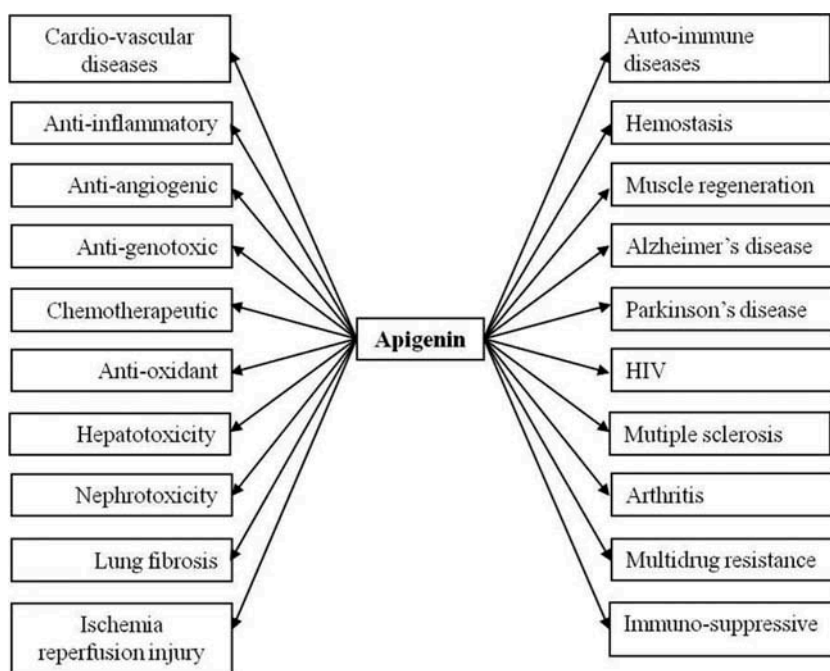 Cardio-vascular
diseases
Anti-inflammatory
Anti-angiogenic
Anti-genotoxic
Chemotherapeutic
Anti-oxidant
Hepatotoxicity
Nephrotoxicity
Lung fibrosis
Ischemia
reperfusion injury
Apigenin
Auto-immune
diseases
Hemostasis
Muscle regeneration
Alzheimer's disease
Parkinson's disease
HIV
Mutiple sclerosis
Arthritis
Multidrug resistance
Immuno-suppressive